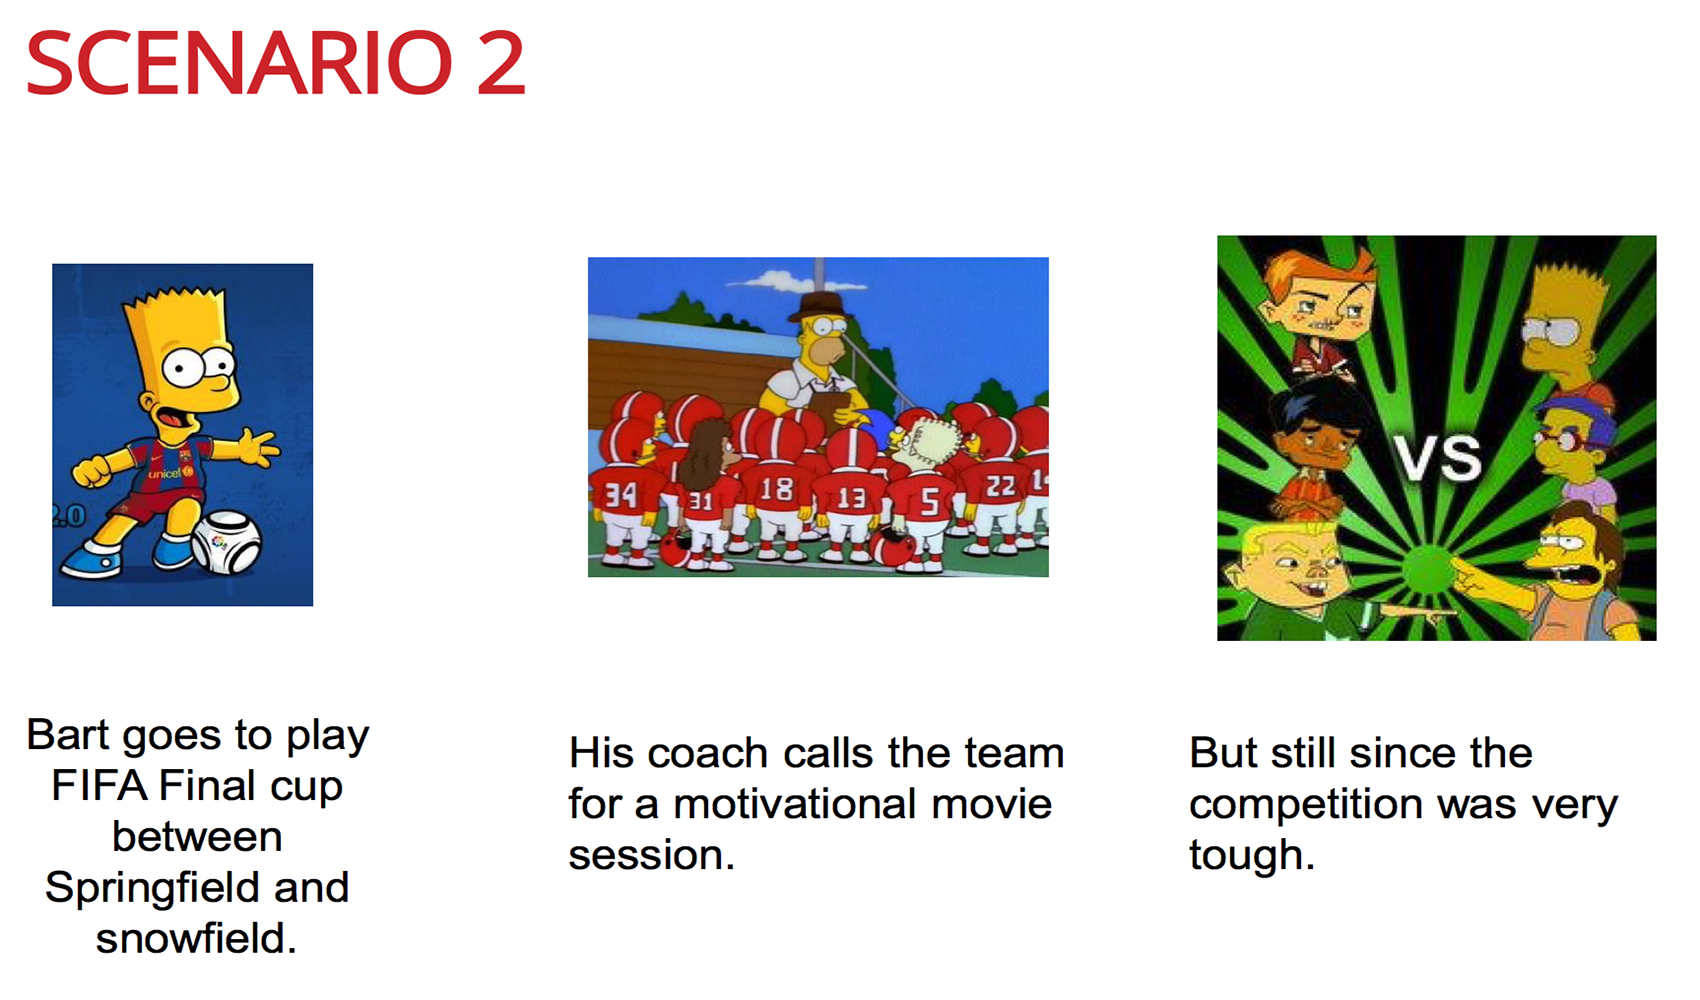 SCENARIO 2
unicef
2.0
34
31
18
13
5
22
14
VS
Bart goes to play
FIFA Final cup
between
Springfield and
snowfield.
His coach calls the team
for a motivational movie
session.
But still since the
competition was very
tough.